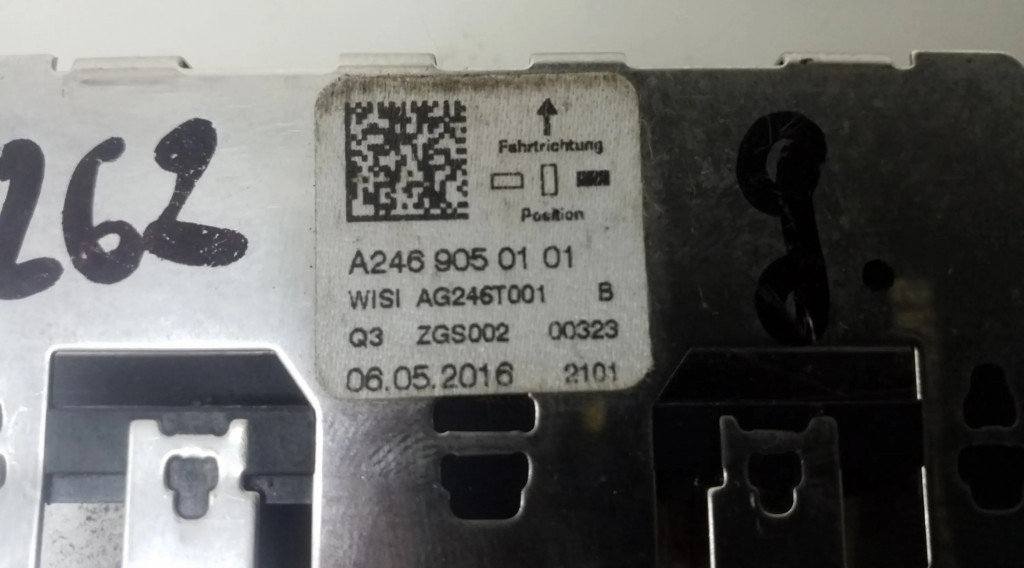 262
Fahrtrichtung
Position
A246 905 01 01
WISI AG246T001 B
Q3 ZGS002 00323
06.05.2016 2101